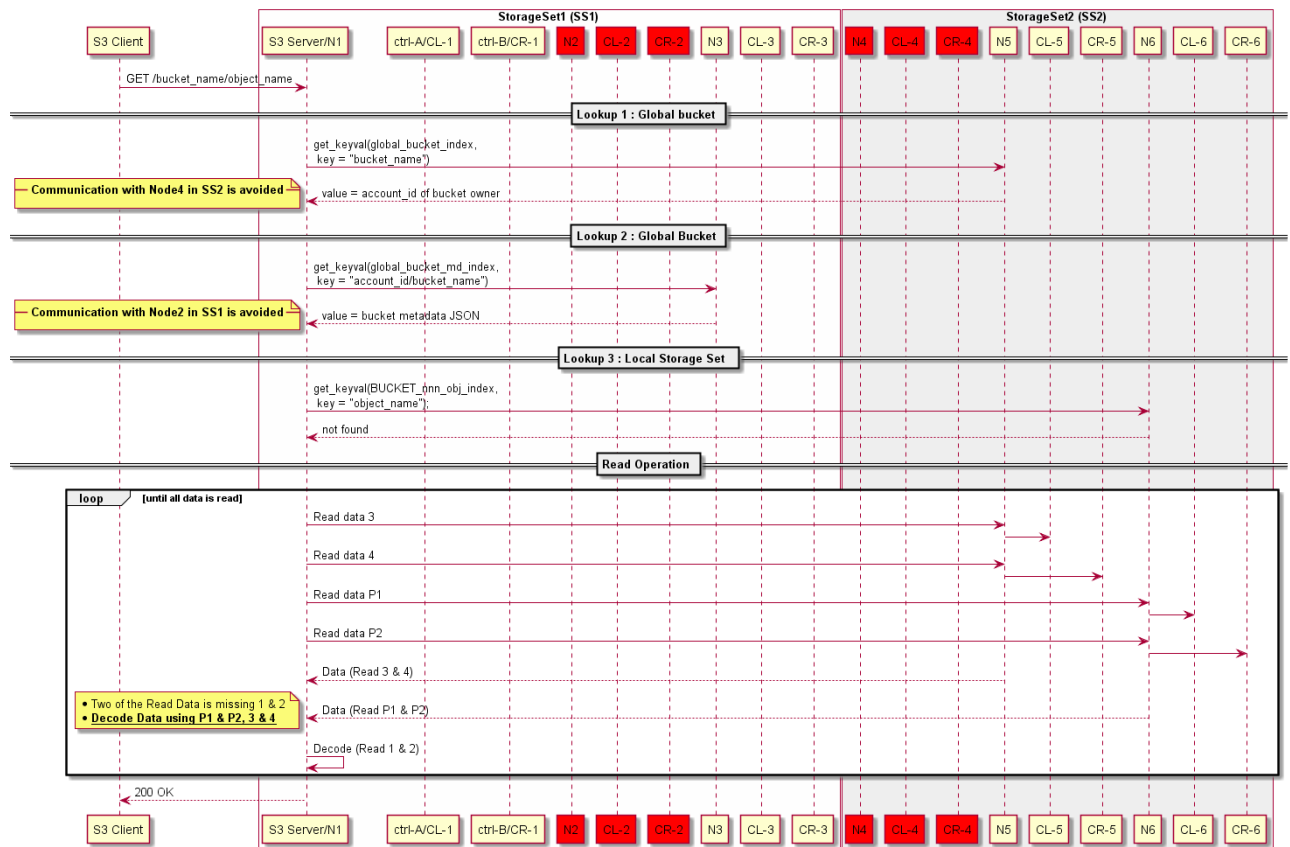 StorageSet1 (SS1)
StorageSet2 (SS2)
S3 Client
S3 Server/N1
ctrl-A/CL-1
ctrl-B/CR-1
N2
CL-2
CR-2
N3
CL-3
CR-3
N4
CL-4
CR-4
N5
CL-5
CR-5
N6
CL-6
CR-6
GET /bucket_name/object_name
Lookup 1 : Global bucket
get_keyval(global_bucket_index,
key = "bucket_name")
Communication with Node4 in SS2 is avoided
value = account_id of bucket owner
Lookup 2 : Global Bucket
get_keyval(global_bucket_md_index,
key = "account_id/bucket_name")
Communication with Node2 in SS1 is avoided
value = bucket metadata JSON
Lookup 3 : Local Storage Set
get_keyval(BUCKET_nnn_obj_index,
key = "object_name");
not found
Read Operation
loop
[until all data is read]
Read data 3
Read data 4
Read data P1
Read data P2
Data (Read 3 & 4)
• Two of the Read Data is missing 1 & 2
• Decode Data using P1 & P2, 3 & 4
Data (Read P1 & P2)
Decode (Read 1 & 2)
200 OK
S3 Client
S3 Server/N1
ctrl-A/CL-1
ctrl-B/CR-1
N2
CL-2
CR-2
N3
CL-3
CR-3
N4
CL-4
CR-4
N5
CL-5
CR-5
N6
CL-6
CR-6